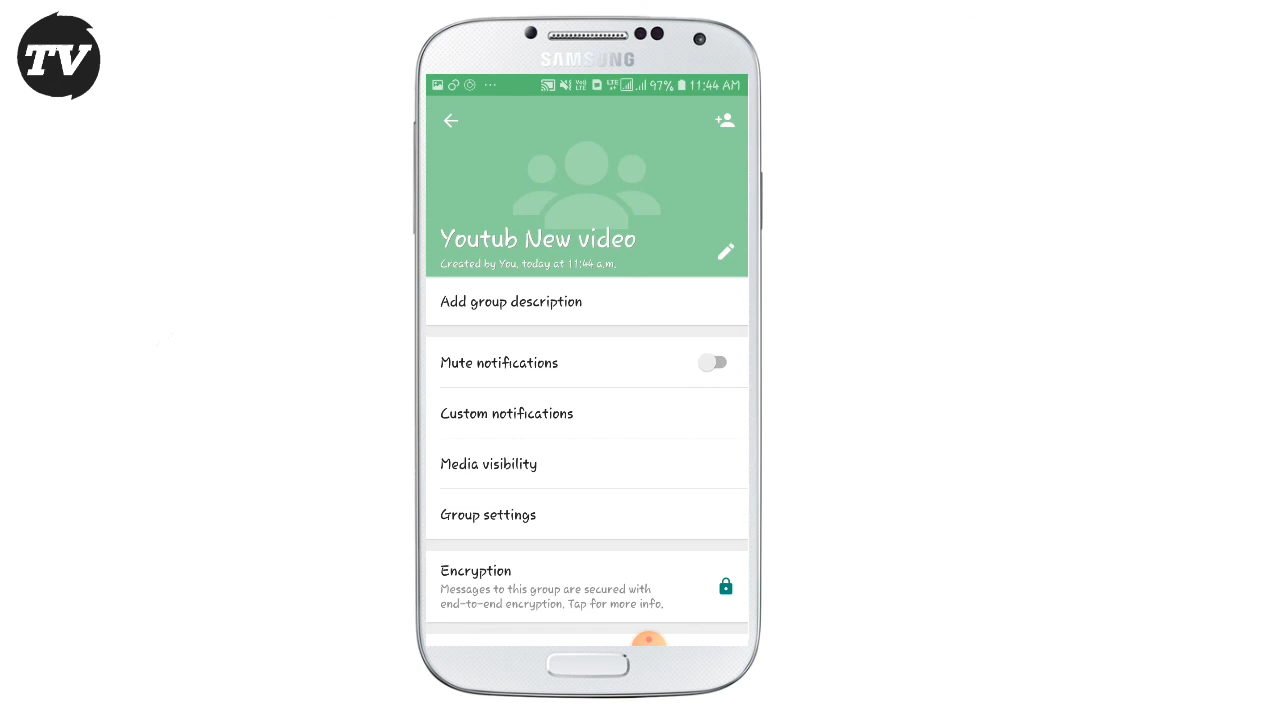 TV
SAMSUNG
97% 11:44 AM
Youtub New video
Created by You, today at 11:44 a.m.
Add group description
Mute notifications
Custom notifications
Media visibility
Group settings
Encryption
Messages to this group are secured with
end-to-end encryption. Tap for more info.